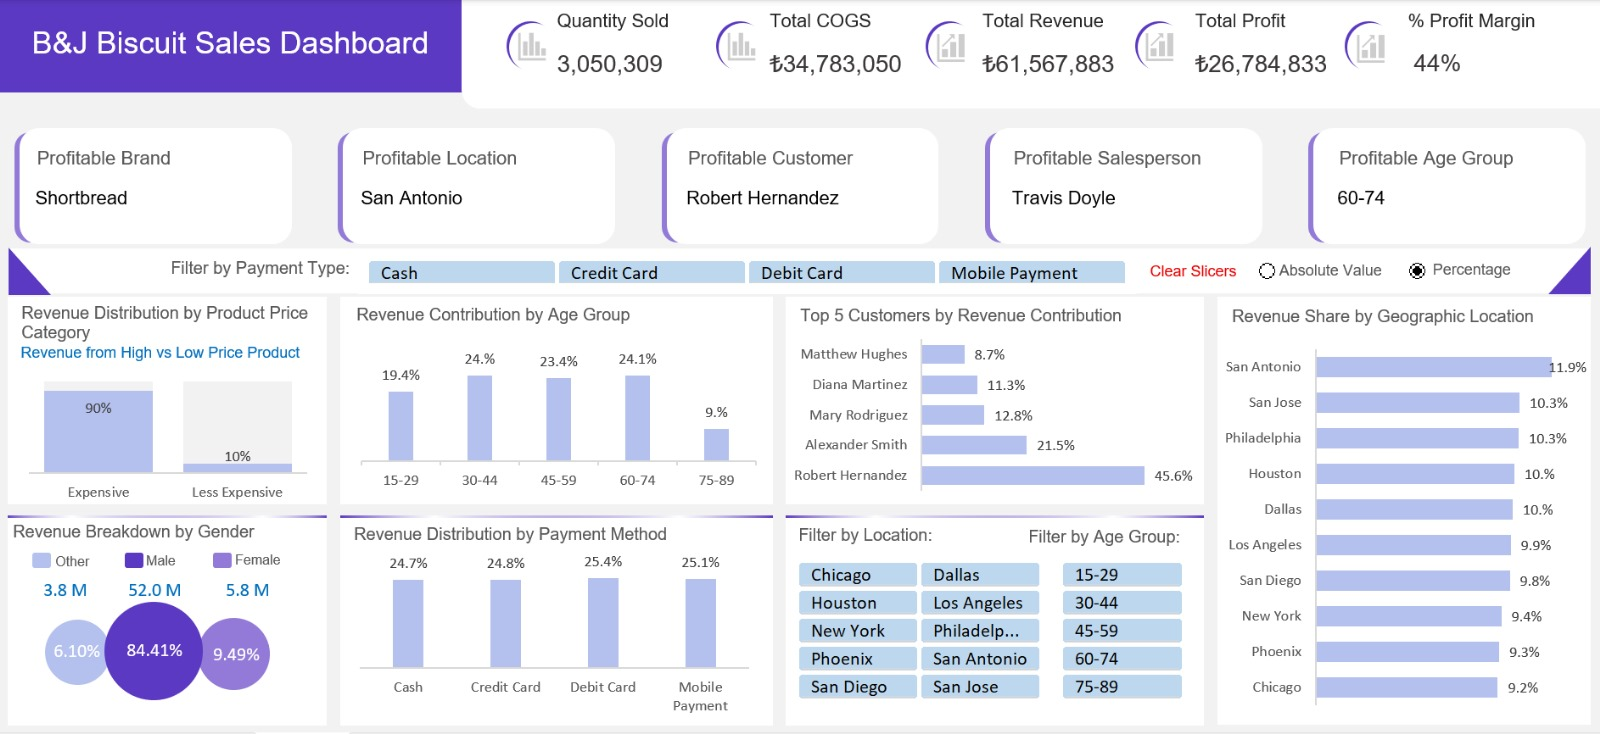 B&J Biscuit Sales Dashboard
Quantity Sold
3,050,309
Total COGS
₺34,783,050
Total Revenue
₺61,567,883
Total Profit
₺26,784,833
% Profit Margin
44%
Profitable Brand
Shortbread
Profitable Location
San Antonio
Profitable Customer
Robert Hernandez
Profitable Salesperson
Travis Doyle
Profitable Age Group
60-74
Filter by Payment Type:
Cash
Credit Card
Debit Card
Mobile Payment
Clear Slicers
Absolute Value
Percentage
Revenue Distribution by Product Price
Category
Revenue from High vs Low Price Product
90%
10%
Expensive
Less Expensive
Revenue Contribution by Age Group
19.4%
24.%
23.4%
24.1%
9.%
15-29
30-44
45-59
60-74
75-89
Top 5 Customers by Revenue Contribution
Matthew Hughes 8.7%
Diana Martinez 11.3%
Mary Rodriguez 12.8%
Alexander Smith 21.5%
Robert Hernandez 45.6%
Revenue Share by Geographic Location
San Antonio 11.9%
San Jose 10.3%
Philadelphia 10.3%
Houston 10.%
Dallas 10.%
Los Angeles 9.9%
San Diego 9.8%
New York 9.4%
Phoenix 9.3%
Chicago 9.2%
Revenue Breakdown by Gender
Other
Male
Female
3.8 M
52.0 M
5.8 M
6.10%
84.41%
9.49%
Revenue Distribution by Payment Method
24.7%
24.8%
25.4%
25.1%
Cash
Credit Card
Debit Card
Mobile
Payment
Filter by Location:
Chicago
Dallas
Houston
Los Angeles
New York
Philadelp...
Phoenix
San Antonio
San Diego
San Jose
Filter by Age Group:
15-29
30-44
45-59
60-74
75-89